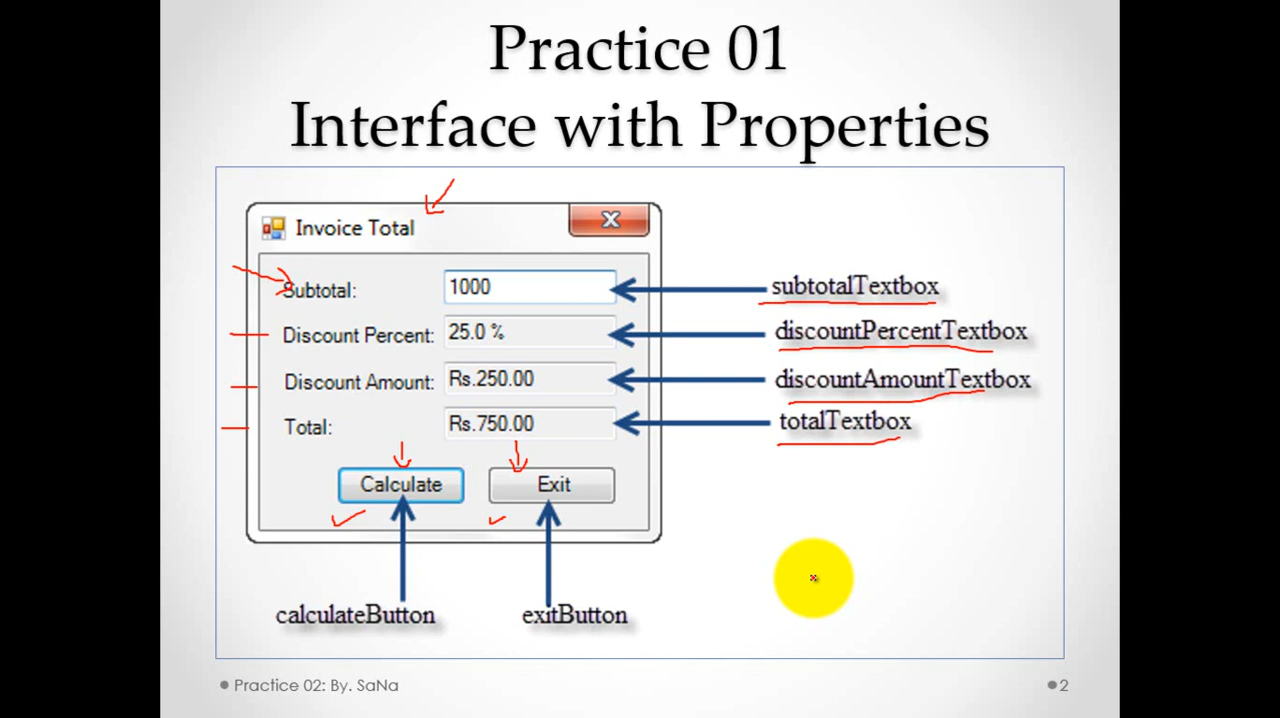 Practice 01
Interface with Properties
Invoice Total
Subtotal: 1000 subtotalTextbox
Discount Percent: 25.0 % discountPercentTextbox
Discount Amount: Rs.250.00 discountAmountTextbox
Total: Rs.750.00 totalTextbox
Calculate Exit
calculateButton exitButton
Practice 02: By. SaNa 2